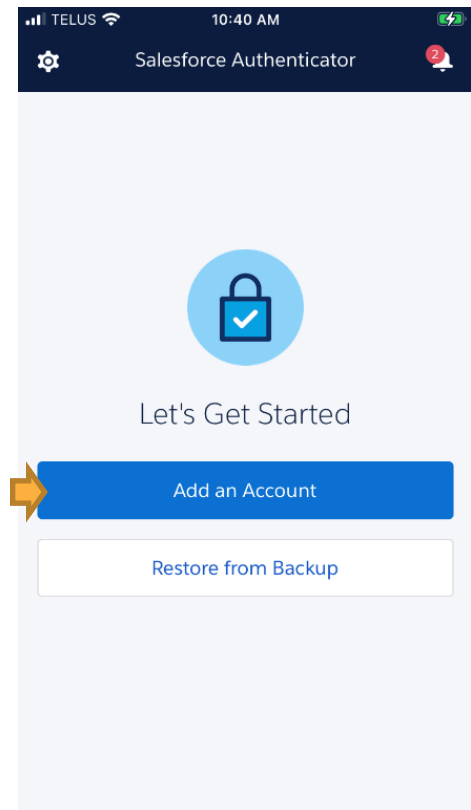 TELUS 10:40 AM
Salesforce Authenticator 2
Let's Get Started
Add an Account
Restore from Backup